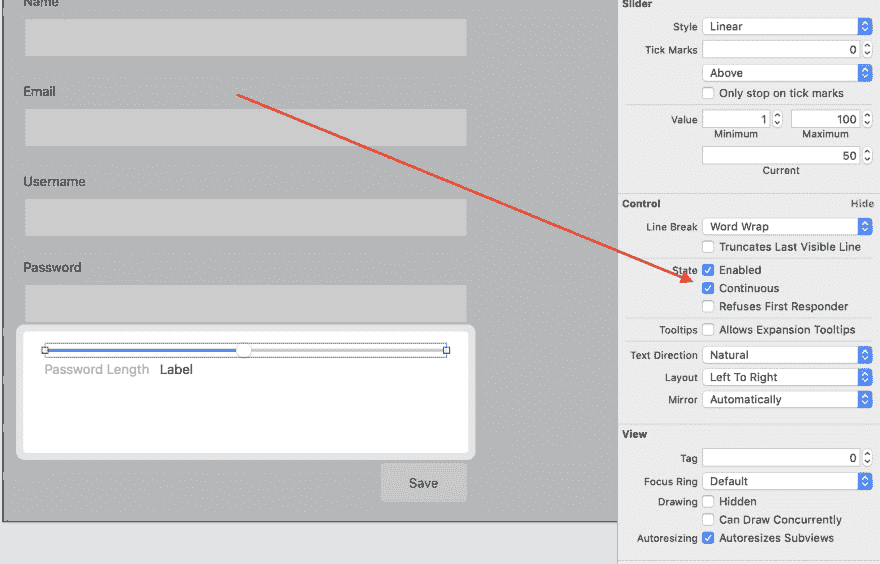 Name
Email
Username
Password
Password Length Label
Save
Slider
Style Linear
Tick Marks 0
Above
Only stop on tick marks
Value 1 100
Minimum Maximum
50
Current
Control Hide
Line Break Word Wrap
Truncates Last Visible Line
State Enabled
Continuous
Refuses First Responder
Tooltips Allows Expansion Tooltips
Text Direction Natural
Layout Left To Right
Mirror Automatically
View
Tag 0
Focus Ring Default
Drawing Hidden
Can Draw Concurrently
Autoresizing Autoresizes Subviews